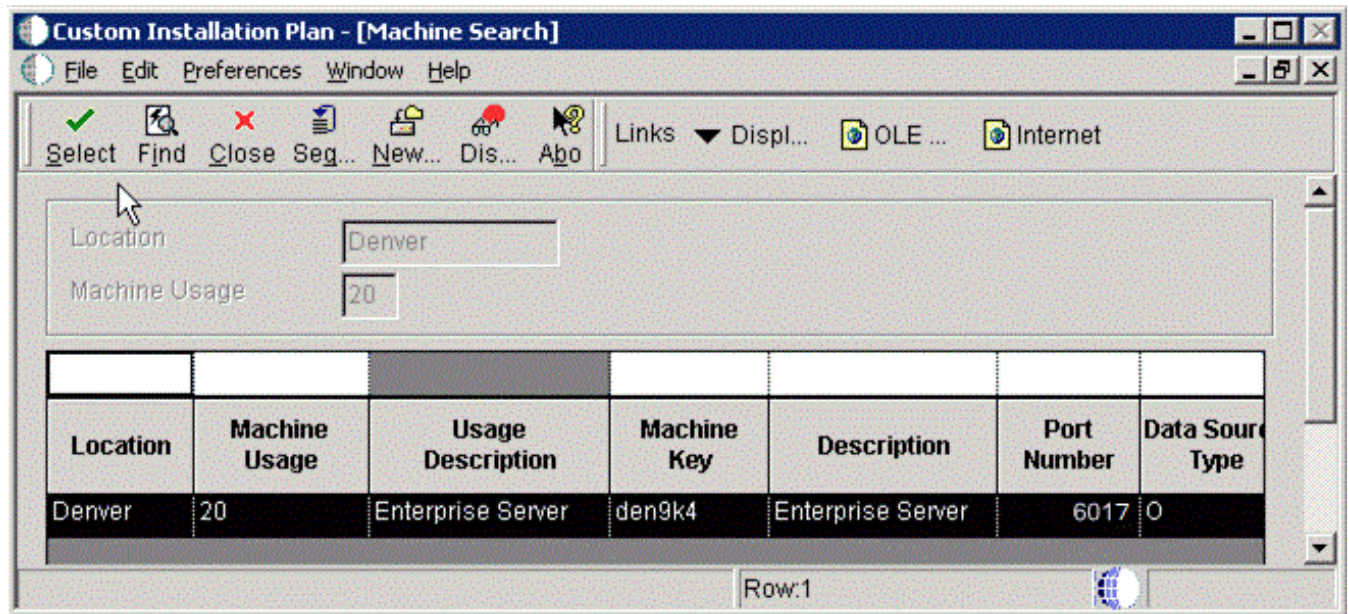 Custom Installation Plan - [Machine Search]
File Edit Preferences Window Help
Select Find Close Seq... New... Dis... Abo Links Displ... OLE ... Internet
Location Denver
Machine Usage 20
Location Machine Usage Usage Description Machine Key Description Port Number Data Sour Type
Denver 20 Enterprise Server den9k4 Enterprise Server 6017 O
Row:1